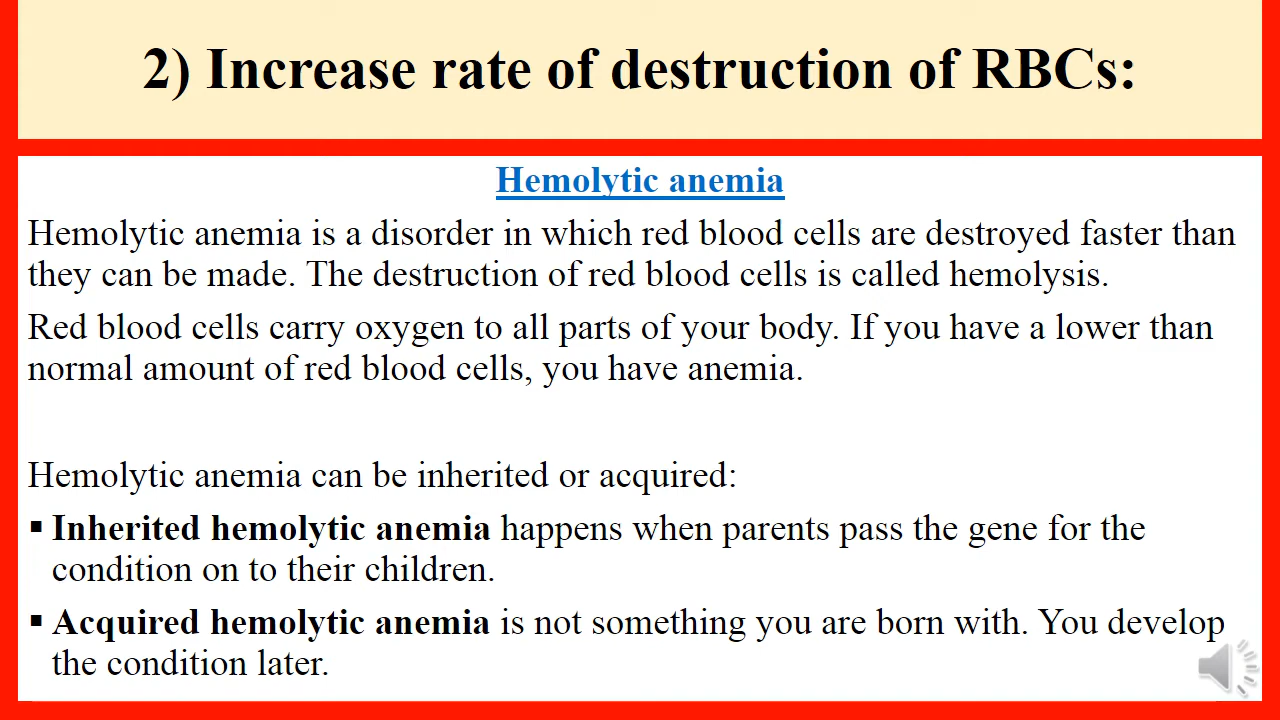 2) Increase rate of destruction of RBCs:
Hemolytic anemia
Hemolytic anemia is a disorder in which red blood cells are destroyed faster than
they can be made. The destruction of red blood cells is called hemolysis.
Red blood cells carry oxygen to all parts of your body. If you have a lower than
normal amount of red blood cells, you have anemia.
Hemolytic anemia can be inherited or acquired:
▪ Inherited hemolytic anemia happens when parents pass the gene for the
condition on to their children.
▪ Acquired hemolytic anemia is not something you are born with. You develop
the condition later.